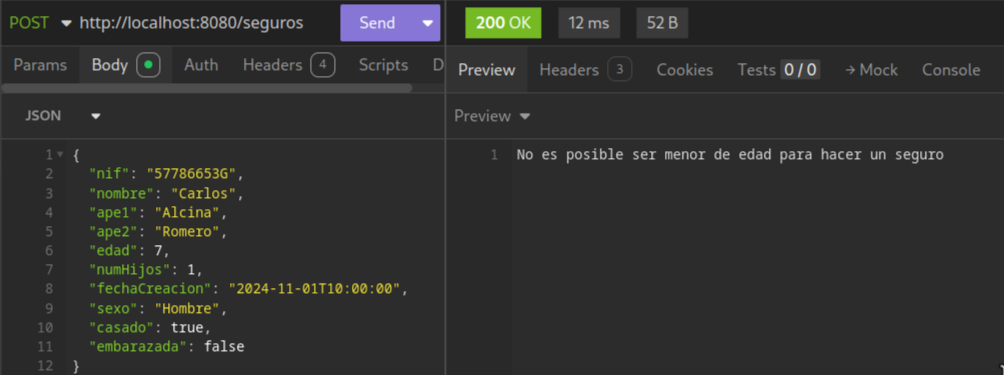 POST http://localhost:8080/seguros Send
200 OK 12 ms 52 B
Params Body Auth Headers 4 Scripts D
Preview Headers 3 Cookies Tests 0 / 0 → Mock Console
JSON
Preview
1 {
2 "nif": "57786653G",
3 "nombre": "Carlos",
4 "ape1": "Alcina",
5 "ape2": "Romero",
6 "edad": 7,
7 "numHijos": 1,
8 "fechaCreacion": "2024-11-01T10:00:00",
9 "sexo": "Hombre",
10 "casado": true,
11 "embarazada": false
12 }
1 No es posible ser menor de edad para hacer un seguro